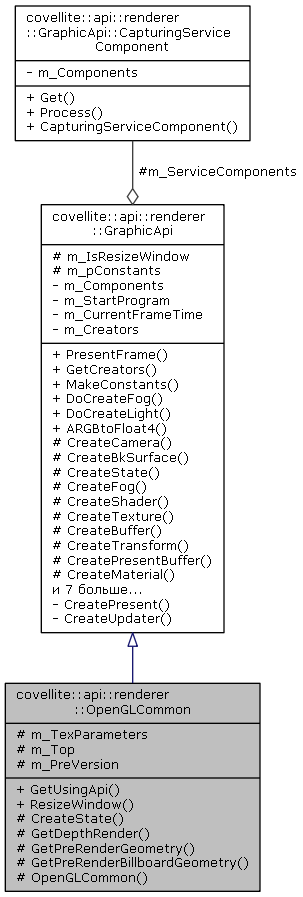 covellite::api::renderer
::GraphicApi::CapturingService
Component
- m_Components
+ Get()
+ Process()
+ CapturingServiceComponent()
#m_ServiceComponents
covellite::api::renderer
::GraphicApi
# m_IsResizeWindow
# m_pConstants
- m_Components
- m_StartProgram
- m_CurrentFrameTime
- m_Creators
+ PresentFrame()
+ GetCreators()
+ MakeConstants()
+ DoCreateFog()
+ DoCreateLight()
+ ARGBtoFloat4()
# CreateCamera()
# CreateBkSurface()
# CreateState()
# CreateFog()
# CreateShader()
# CreateTexture()
# CreateBuffer()
# CreateTransform()
# CreatePresentBuffer()
# CreateMaterial()
и 7 больше...
- CreatePresent()
- CreateUpdater()
covellite::api::renderer
::OpenGLCommon
# m_TexParameters
# m_Top
# m_PreVersion
+ GetUsingApi()
+ ResizeWindow()
# CreateState()
# GetDepthRender()
# GetPreRenderGeometry()
# GetPreRenderBillboardGeometry()
# OpenGLCommon()